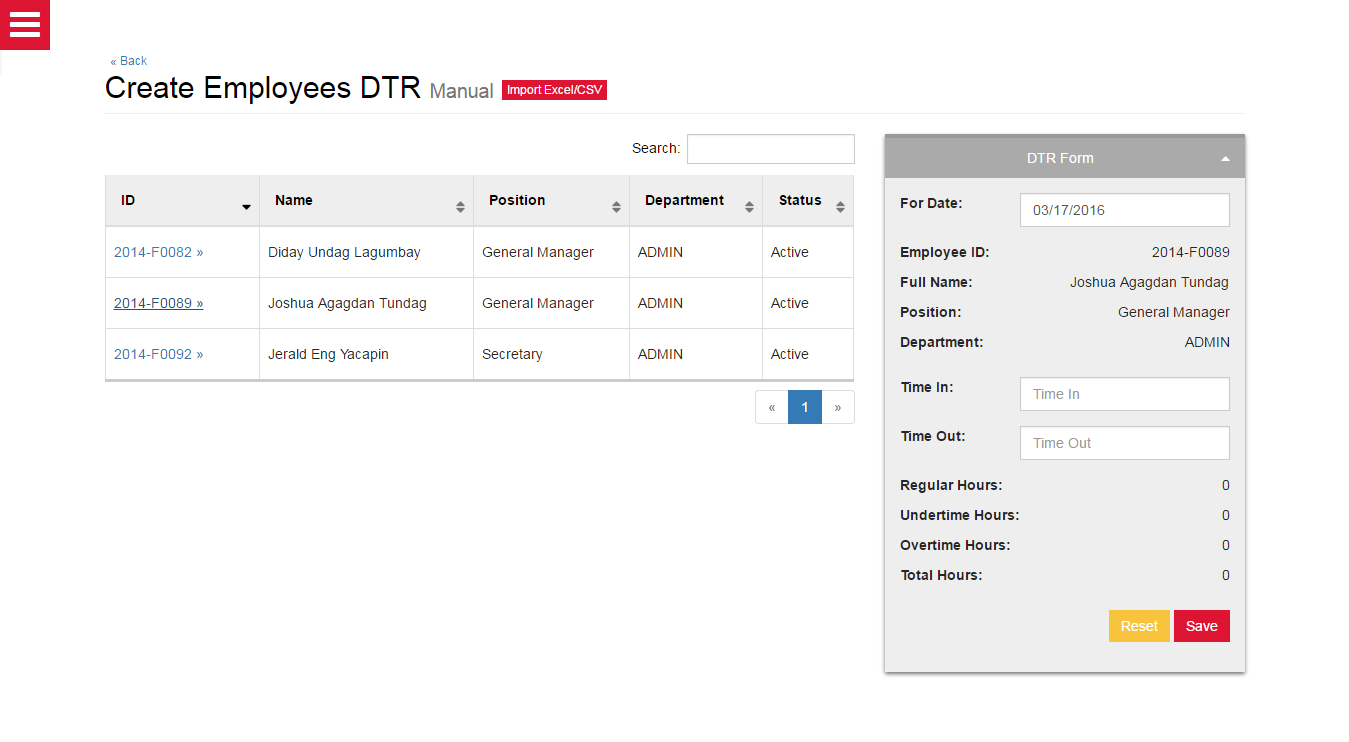 « Back
Create Employees DTR Manual Import Excel/CSV
Search:
ID Name Position Department Status
2014-F0082 » Diday Undag Lagumbay General Manager ADMIN Active
2014-F0089 » Joshua Agagdan Tundag General Manager ADMIN Active
2014-F0092 » Jerald Eng Yacapin Secretary ADMIN Active
« 1 »
DTR Form
For Date: 03/17/2016
Employee ID: 2014-F0089
Full Name: Joshua Agagdan Tundag
Position: General Manager
Department: ADMIN
Time In: Time In
Time Out: Time Out
Regular Hours: 0
Undertime Hours: 0
Overtime Hours: 0
Total Hours: 0
Reset Save